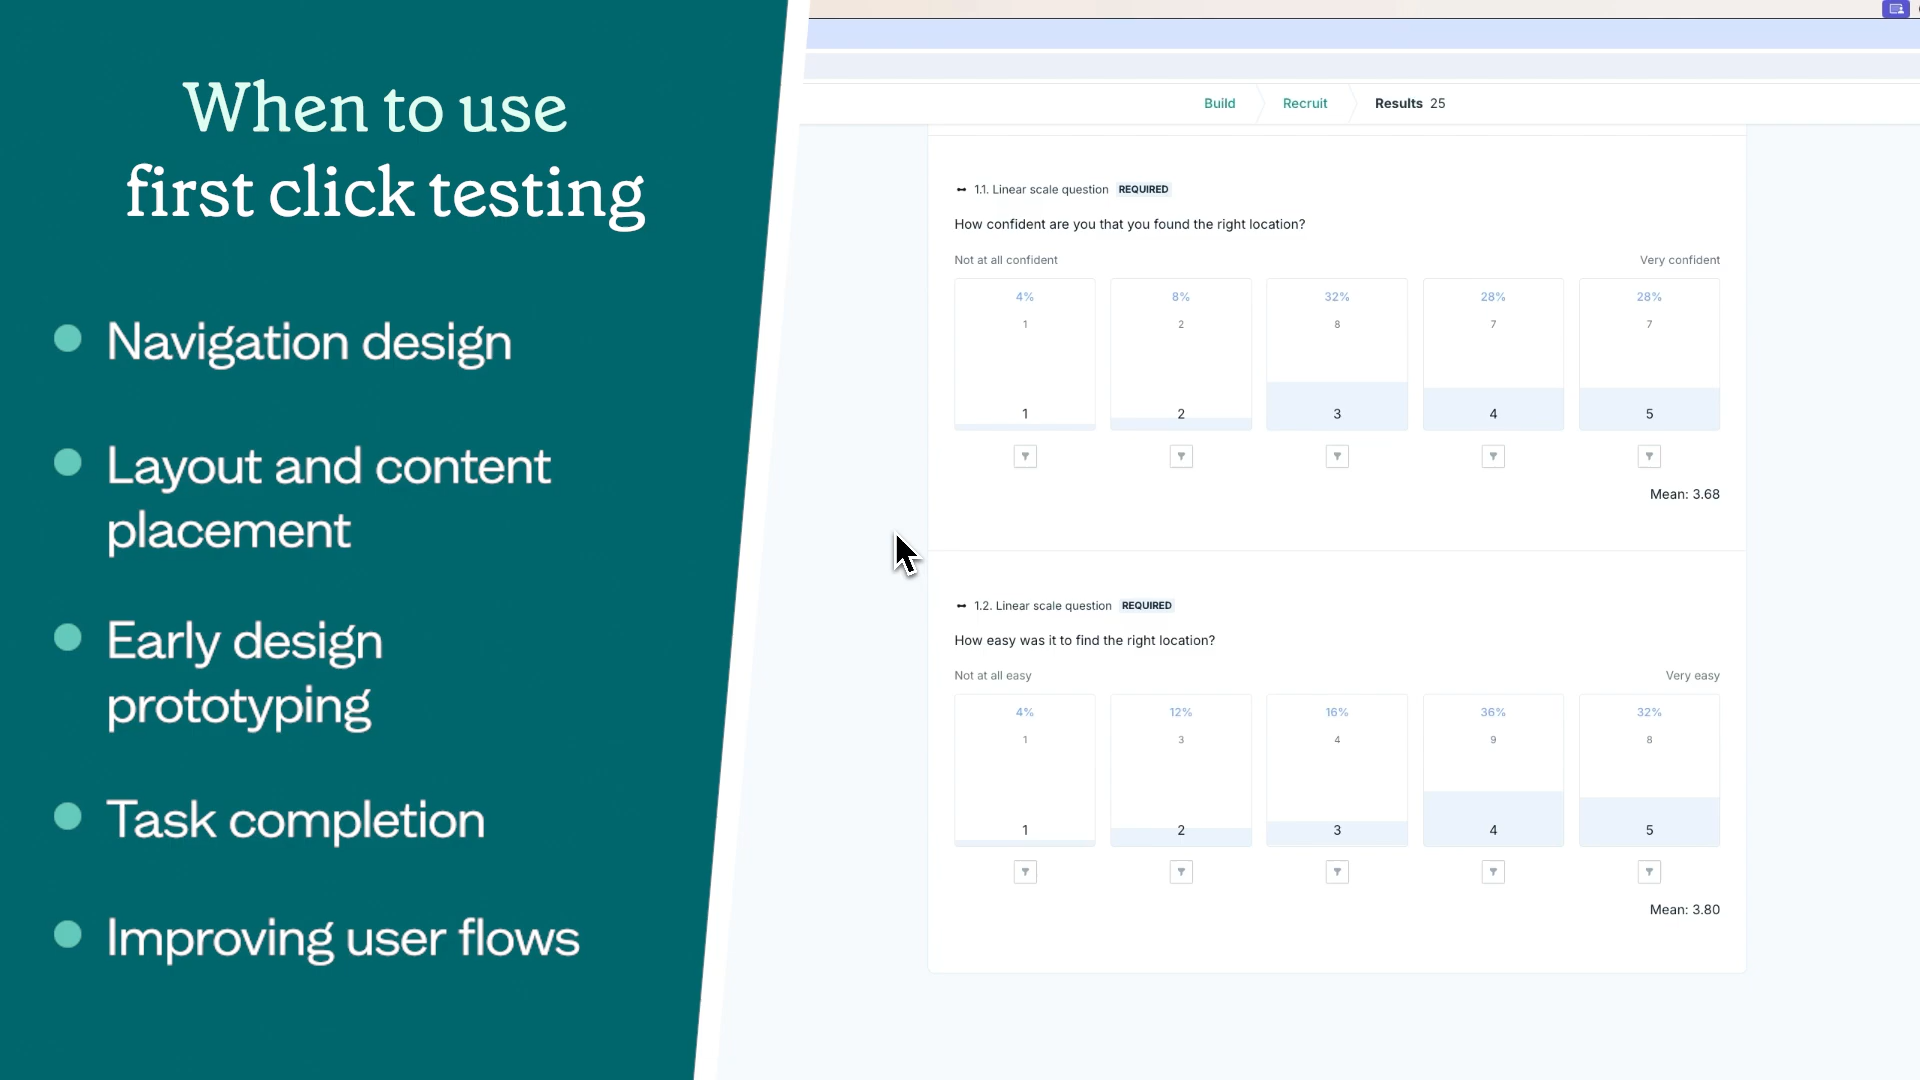 When to use
first click testing
Navigation design
Layout and content
placement
Early design
prototyping
Task completion
Improving user flows
Build
Recruit
Results 25
1.1. Linear scale question REQUIRED
How confident are you that you found the right location?
Not at all confident
Very confident
4%
8%
32%
28%
28%
1
2
8
7
7
1
2
3
4
5
Mean: 3.68
1.2. Linear scale question REQUIRED
How easy was it to find the right location?
Not at all easy
Very easy
4%
12%
16%
36%
32%
1
3
4
9
8
1
2
3
4
5
Mean: 3.80